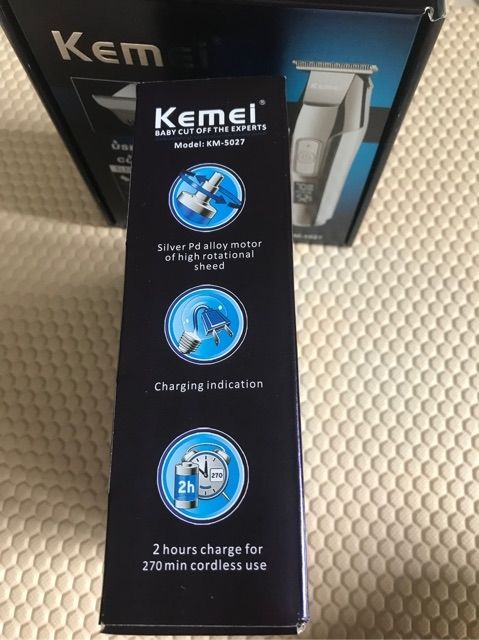 Kemei
Kemei
Kemei®
BABY CUT OFF THE EXPERTS
Model: KM-5027
Silver Pd alloy motor
of high rotational
sheed
Charging indication
270
2h
2 hours charge for
270 min cordless use